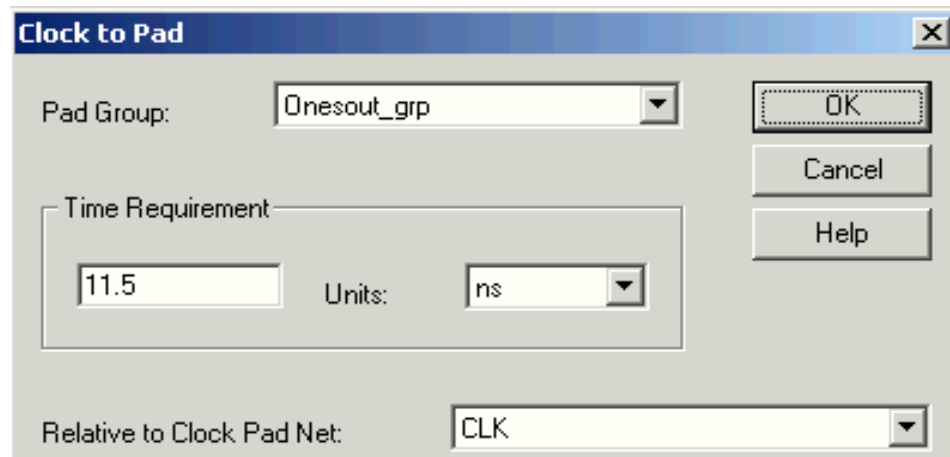 Clock to Pad
Pad Group: Onesout_grp OK
Cancel
Time Requirement
Help
11.5 Units: ns
Relative to Clock Pad Net: CLK